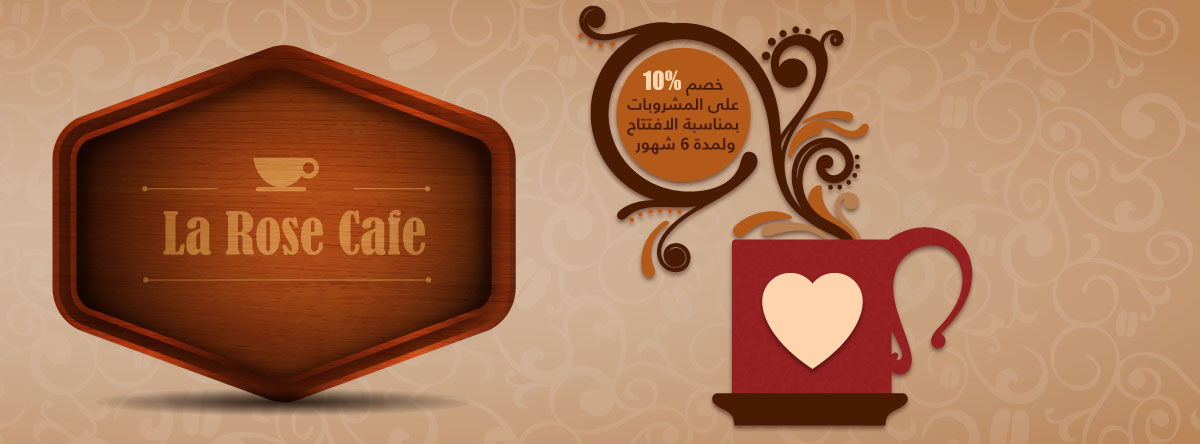 La Rose Cafe
خصم 10%
على المشروبات
بمناسبة الافتتاح
ولمدة 6 شهور